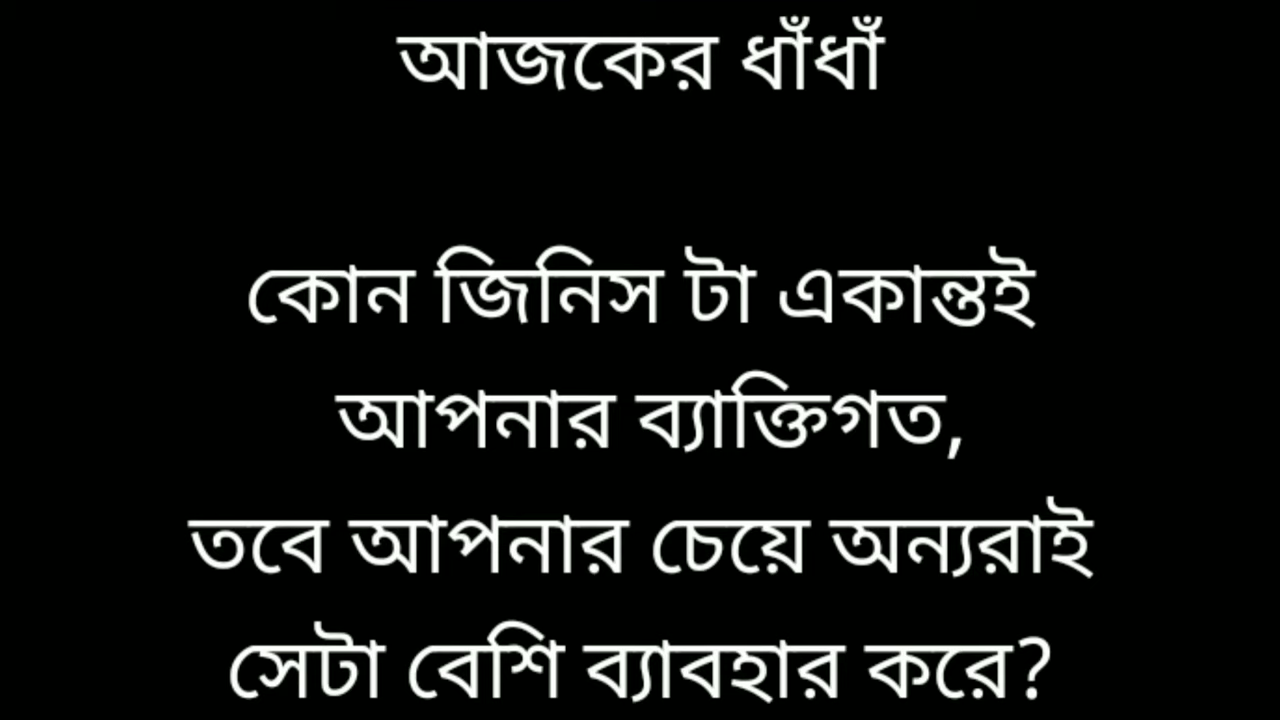 আজকের ধাঁধাঁ
কোন জিনিস টা একান্তই
আপনার ব্যাক্তিগত,
তবে আপনার চেয়ে অন্যরাই
সেটা বেশি ব্যাবহার করে?